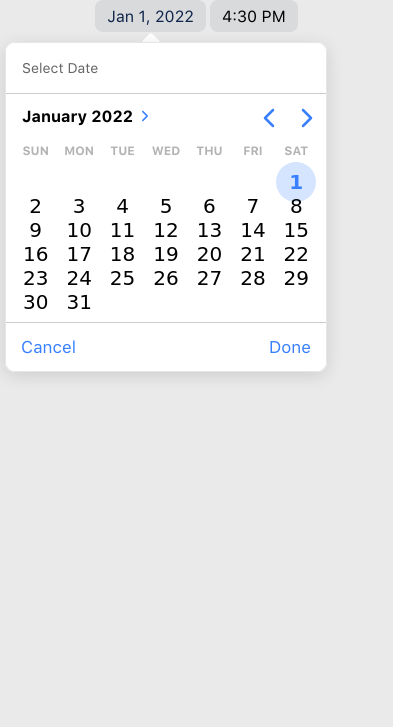 Jan 1, 2022 4:30 PM
Select Date
January 2022
SUN MON TUE WED THU FRI SAT
1
2 3 4 5 6 7 8
9 10 11 12 13 14 15
16 17 18 19 20 21 22
23 24 25 26 27 28 29
30 31
Cancel Done